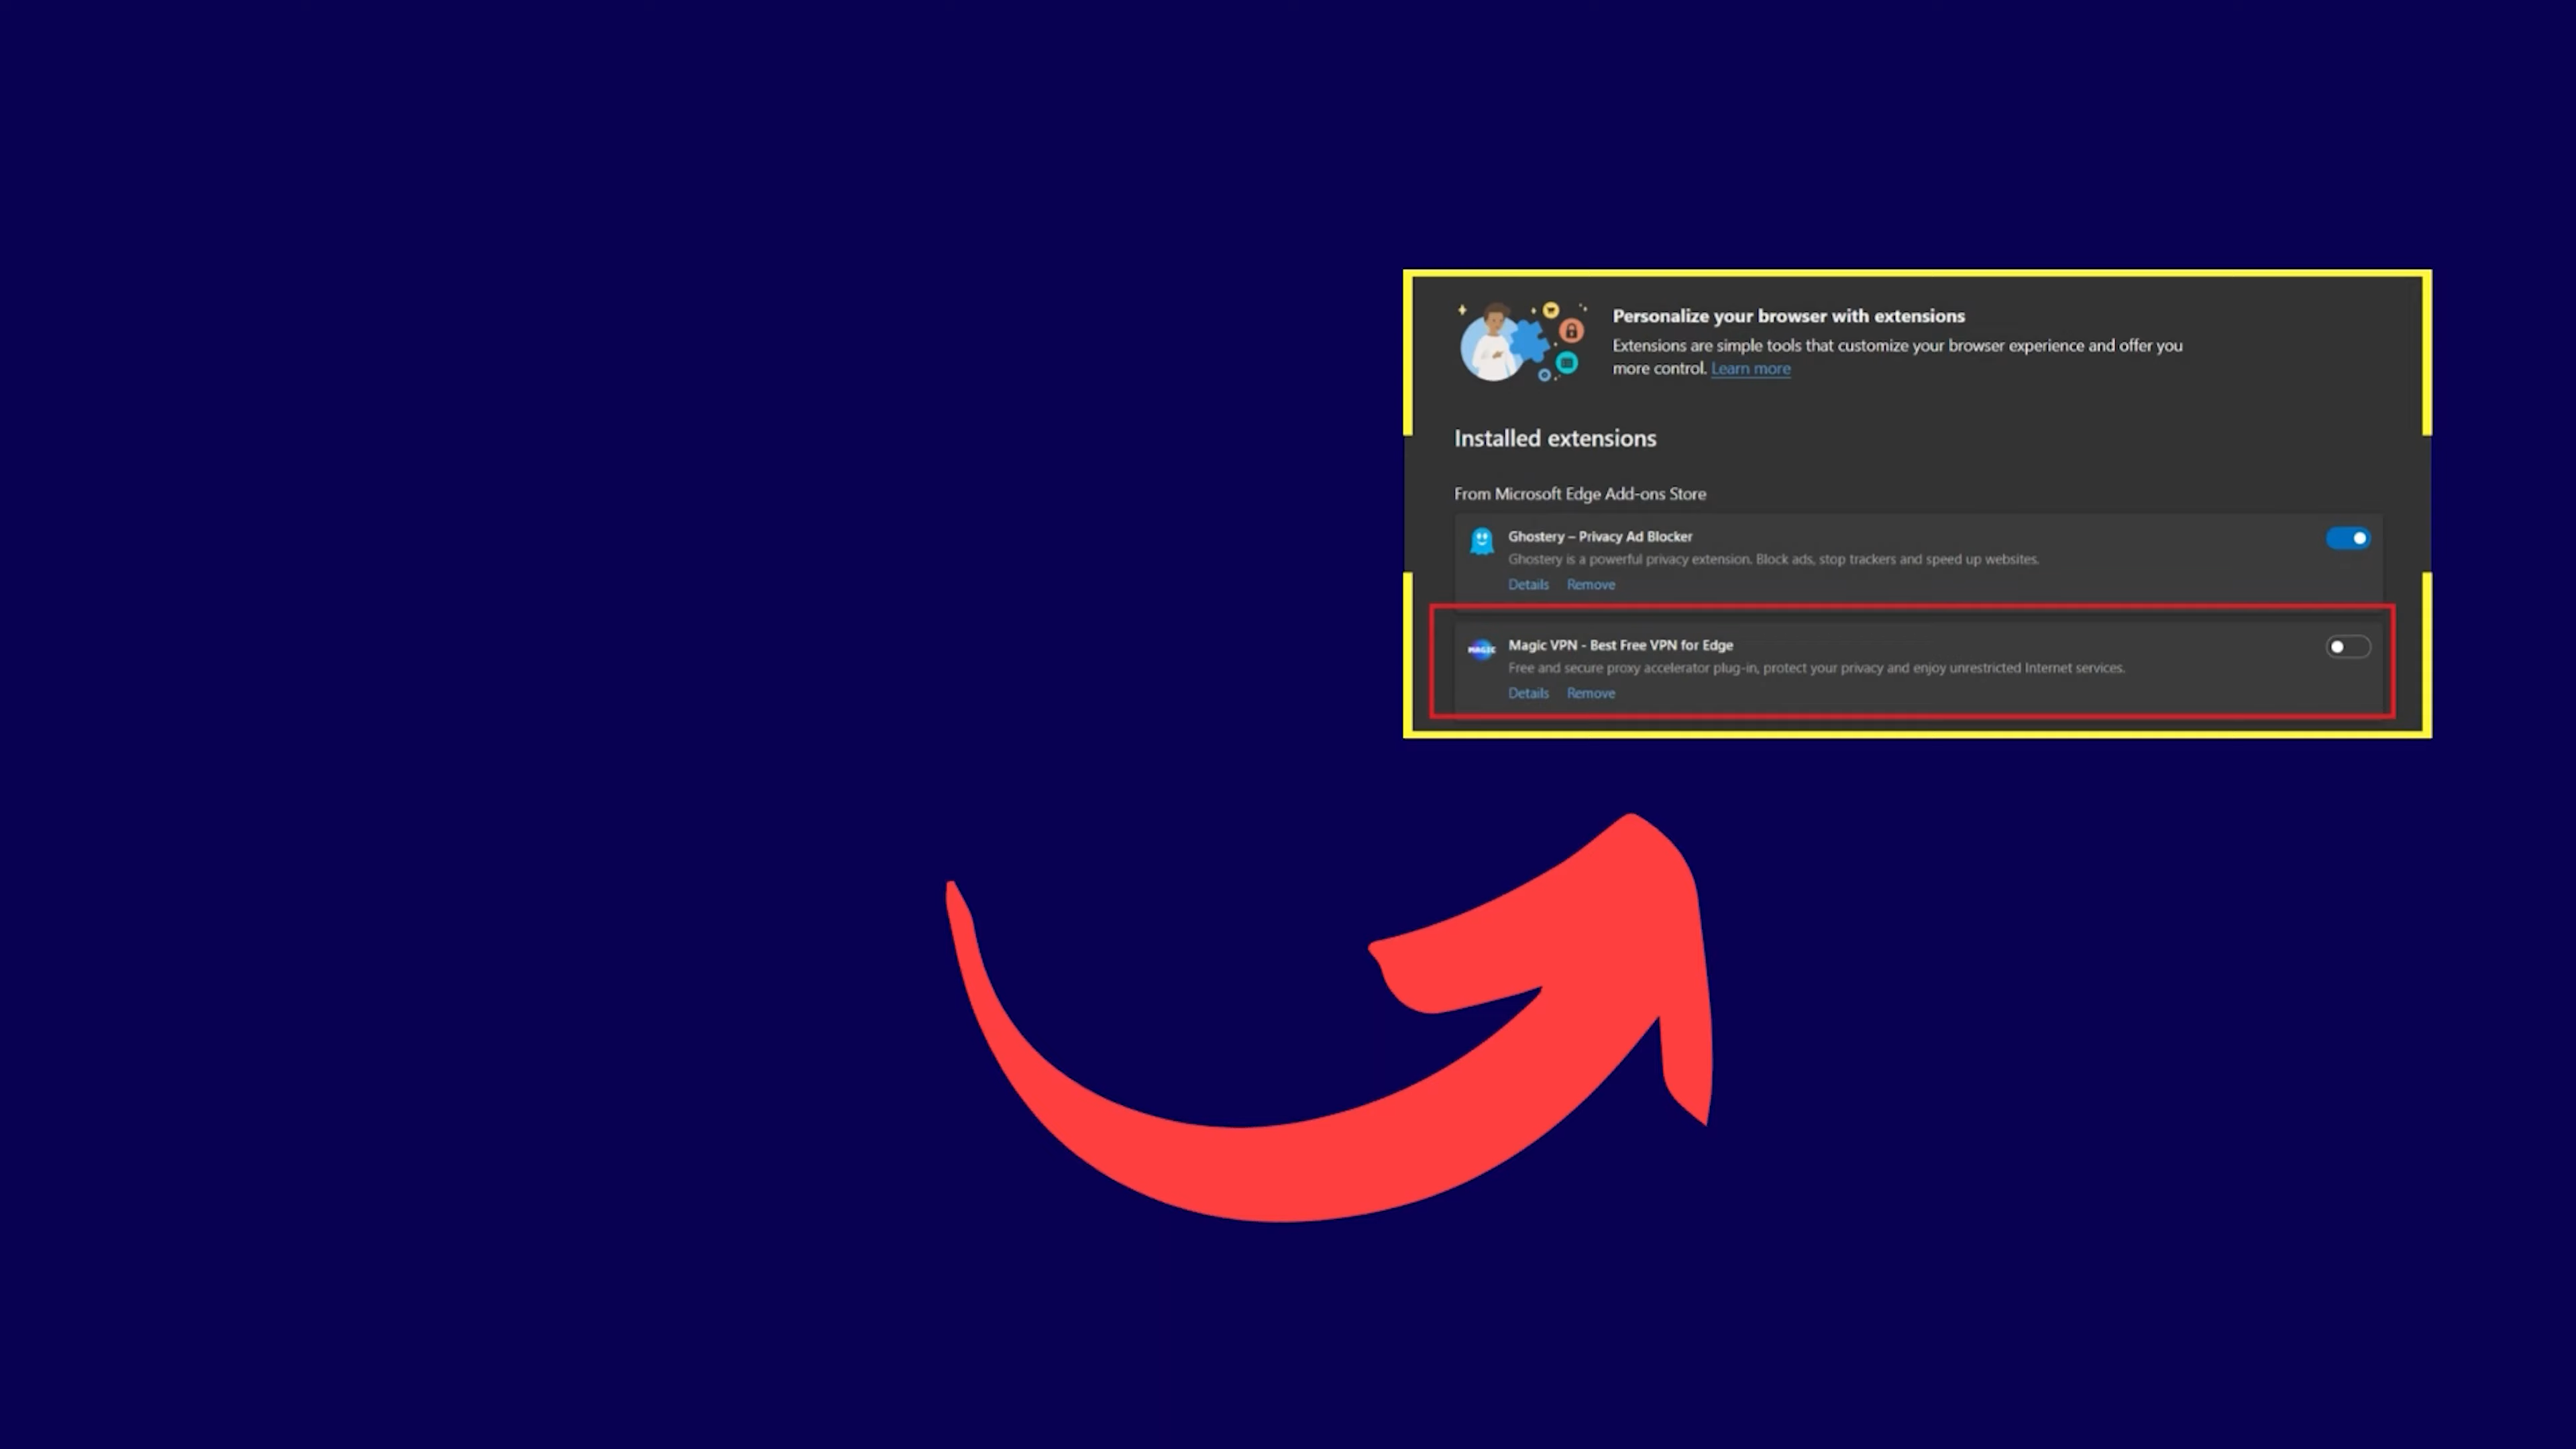 Personalize your browser with extensions
Extensions are simple tools that customize your browser experience and offer you
more control. Learn more
Installed extensions
From Microsoft Edge Add-ons Store
Ghostery – Privacy Ad Blocker
Ghostery is a powerful privacy extension. Block ads, stop trackers and speed up websites.
Details Remove
MAGIC
Magic VPN - Best Free VPN for Edge
Free and secure proxy accelerator plug-in, protect your privacy and enjoy unrestricted Internet services.
Details Remove